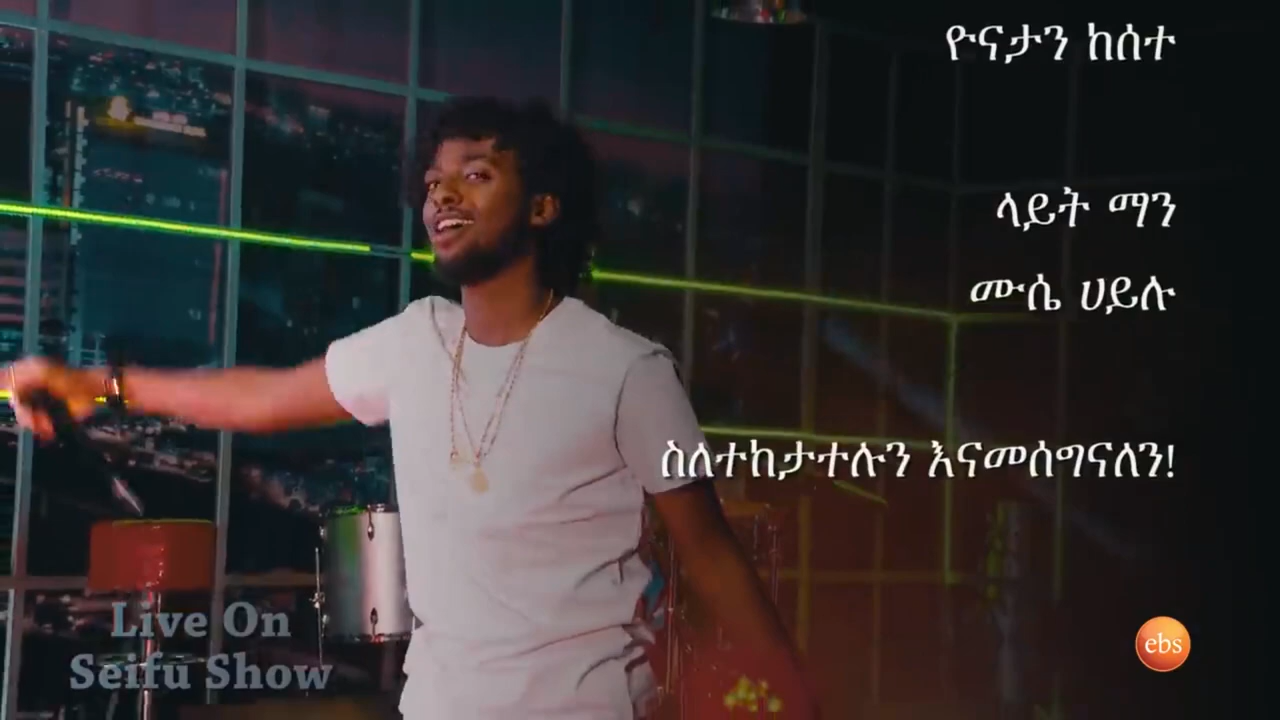 ዮናታን ከሰተ
ላይት ማን
ሙሴ ሀይሉ
ስለተከታተሉን እናመሰግናለን!
Live On
Seifu Show
ebs